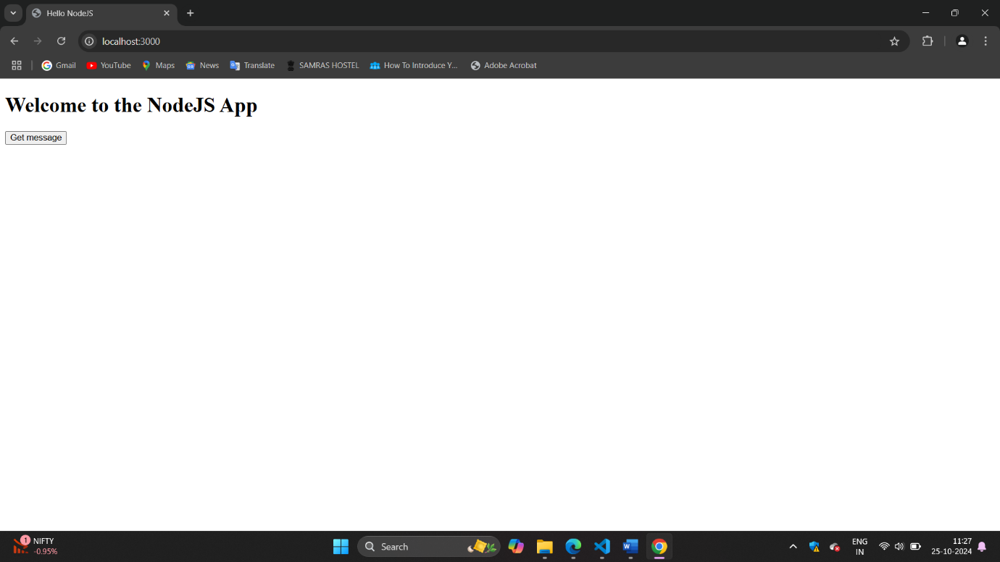 Hello NodeJS
localhost:3000
Gmail YouTube Maps News Translate SAMRAS HOSTEL How To Introduce Y... Adobe Acrobat
Welcome to the NodeJS App
Get message
1 NIFTY
-0.95%
Search
ENG
IN
11:27
25-10-2024